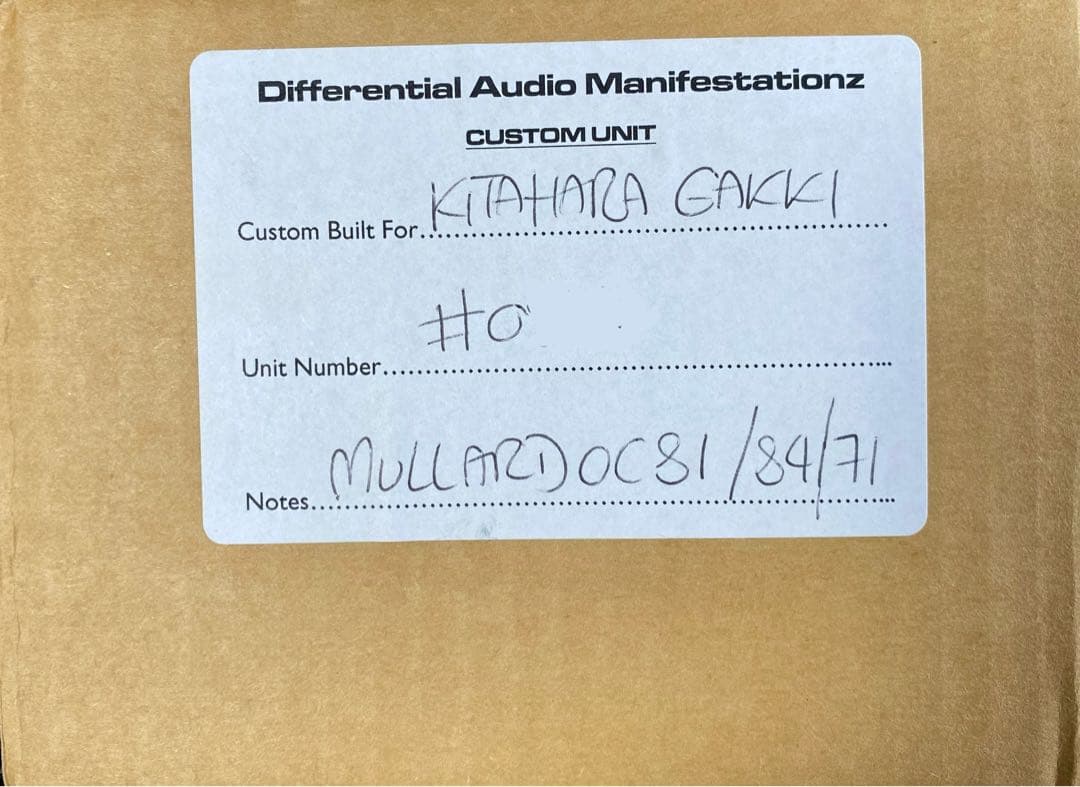 Differential Audio Manifestationz
CUSTOM UNIT
Custom Built For... KITAHARA GAKKI
Unit Number... #0
Notes... MULLARD OC81/84/71